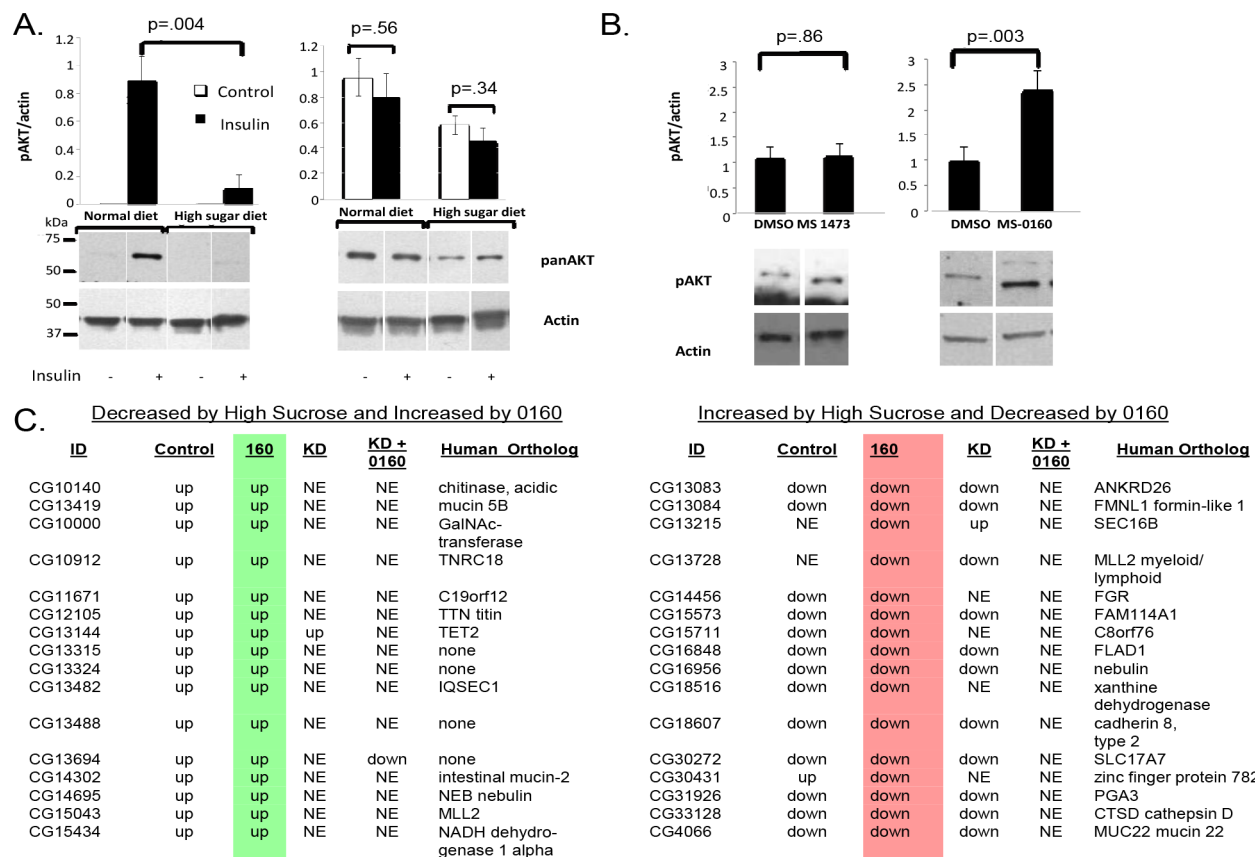 A.
p=.004
1.2
1
0.8
0.6
0.4
0.2
0
pAKT/actin
Control
Insulin
Normal diet High sugar diet
kDa
75
50
50
37
Insulin - + - +
p=.56
p=.34
1.2
1
0.8
0.6
0.4
0.2
0
Normal diet High sugar diet
panAKT
Actin
- + - +
B.
p=.86
3
2.5
2
1.5
1
0.5
0
pAKT/actin
DMSO MS 1473
p=.003
3
2.5
2
1.5
1
0.5
0
DMSO MS-0160
pAKT
Actin
C.
Decreased by High Sucrose and Increased by 0160
ID Control 160 KD KD + 0160 Human Ortholog
CG10140 up up NE NE chitinase, acidic
CG13419 up up NE NE mucin 5B
CG10000 up up up NE GalNAc-
transferase
CG10912 up up NE NE TNRC18
CG11671 up up NE NE C19orf12
CG12105 up up NE NE TTN titin
CG13144 up up up NE TET2
CG13315 up up NE NE none
CG13324 up up NE NE none
CG13482 up up NE NE IQSEC1
CG13488 up up NE NE none
CG13694 up up NE down none
CG14302 up up NE NE intestinal mucin-2
CG14695 up up NE NE NEB nebulin
CG15043 up up NE NE MLL2
CG15434 up up NE NE NADH dehydro-
genase 1 alpha
Increased by High Sucrose and Decreased by 0160
ID Control 160 KD KD + 0160 Human Ortholog
CG13083 down down down NE ANKRD26
CG13084 down down down NE FMNL1 formin-like 1
CG13215 NE down up NE SEC16B
CG13728 NE down down NE MLL2 myeloid/
lymphoid
CG14456 down down NE NE FGR
CG15573 down down down NE FAM114A1
CG15711 down down NE NE C8orf76
CG16848 down down down NE FLAD1
CG16956 down down down NE nebulin
CG18516 down down NE NE xanthine
dehydrogenase
CG18607 down down down NE cadherin 8,
type 2
CG30272 down down down NE SLC17A7
CG30431 up down NE NE zinc finger protein 782
CG31926 down down down NE PGA3
CG33128 down down down NE CTSD cathepsin D
CG4066 down down down NE MUC22 mucin 22